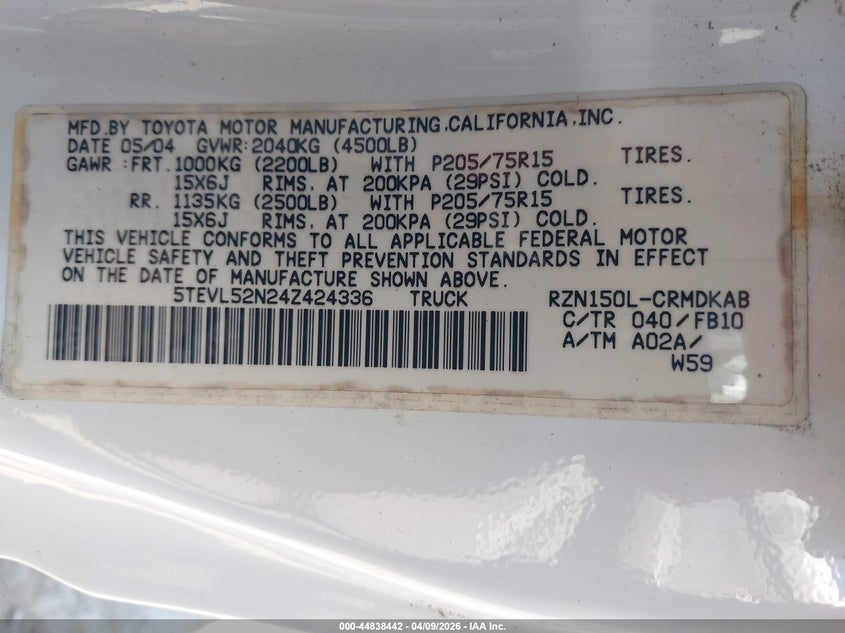 MFD.BY TOYOTA MOTOR MANUFACTURING,CALIFORNIA,INC.
DATE 05/04 GVWR:2040KG (4500LB)
GAWR :FRT.1000KG (2200LB) WITH P205/75R15 TIRES.
15X6J RIMS, AT 200KPA (29PSI) COLD.
RR. 1135KG (2500LB) WITH P205/75R15 TIRES.
15X6J RIMS, AT 200KPA (29PSI) COLD.
THIS VEHICLE CONFORMS TO ALL APPLICABLE FEDERAL MOTOR
VEHICLE SAFETY AND THEFT PREVENTION STANDARDS IN EFFECT
ON THE DATE OF MANUFACTURE SHOWN ABOVE.
5TEVL52N24Z424336 TRUCK RZN150L-CRMDKAB
C/TR 040/FB10
A/TM A02A/
W59
000-44838442 - 04/09/2026 - IAA Inc.